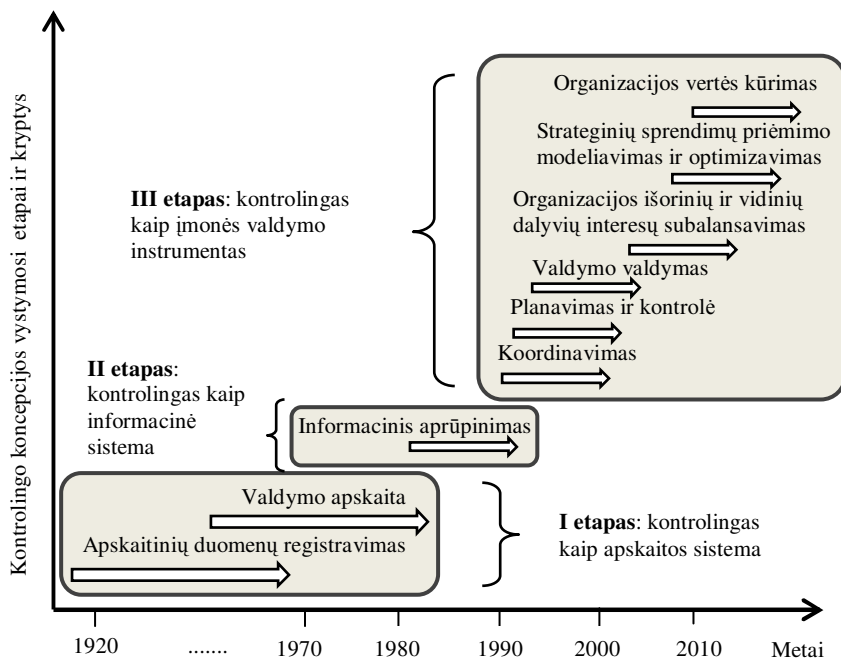 Kontrolingo koncepcijos vystymosi etapai ir kryptys
Organizacijos vertės kūrimas
Strateginių sprendimų priėmimo
modeliavimas ir optimizavimas
Organizacijos išorinių ir vidinių
dalyvių interesų subalansavimas
Valdymo valdymas
Planavimas ir kontrolė
Koordinavimas
III etapas: kontrolingas
kaip įmonės valdymo
instrumentas
II etapas:
kontrolingas kaip
informacinė
sistema
Informacinis aprūpinimas
Valdymo apskaita
Apskaitinių duomenų registravimas
I etapas: kontrolingas
kaip apskaitos sistema
1920 ....... 1970 1980 1990 2000 2010 Metai